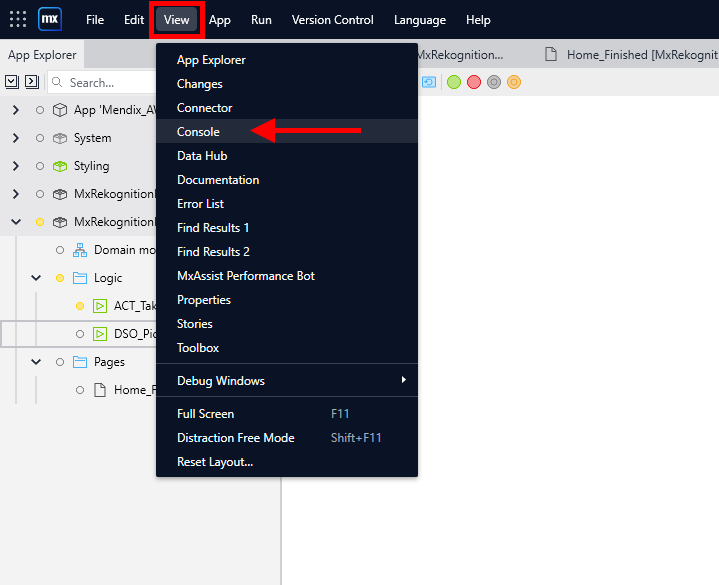 mx File Edit View App Run Version Control Language Help
App Explorer
MxRekognition... Home_Finished [MxRekognit
Search...
App 'Mendix_A
System
Styling
MxRekognition
MxRekognition
Domain mo
Logic
ACT_Tak
DSO_Pic
Pages
Home_F
App Explorer
Changes
Connector
Console
Data Hub
Documentation
Error List
Find Results 1
Find Results 2
MxAssist Performance Bot
Properties
Stories
Toolbox
Debug Windows
Full Screen F11
Distraction Free Mode Shift+F11
Reset Layout...